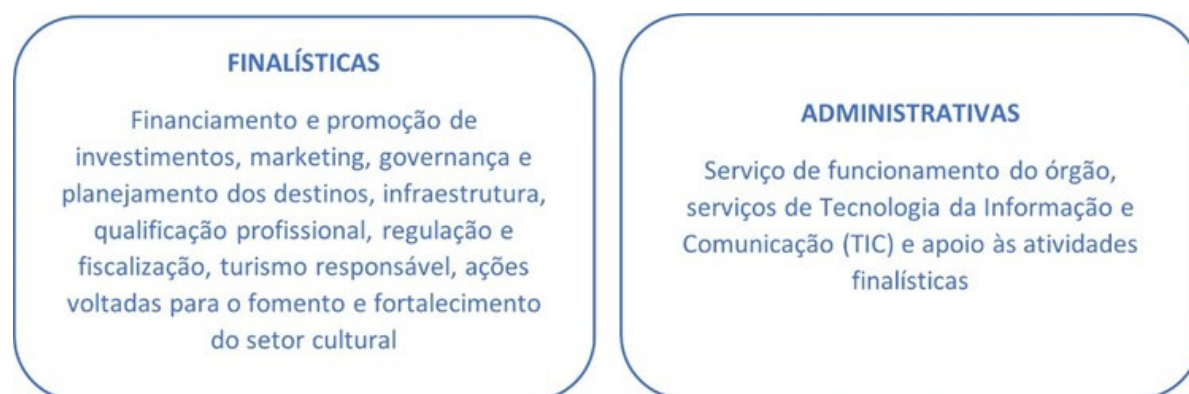 FINALÍSTICAS
Financiamento e promoção de
investimentos, marketing, governança e
planejamento dos destinos, infraestrutura,
qualificação profissional, regulação e
fiscalização, turismo responsável, ações
voltadas para o fomento e fortalecimento
do setor cultural
ADMINISTRATIVAS
Serviço de funcionamento do órgão,
serviços de Tecnologia da Informação e
Comunicação (TIC) e apoio às atividades
finalísticas